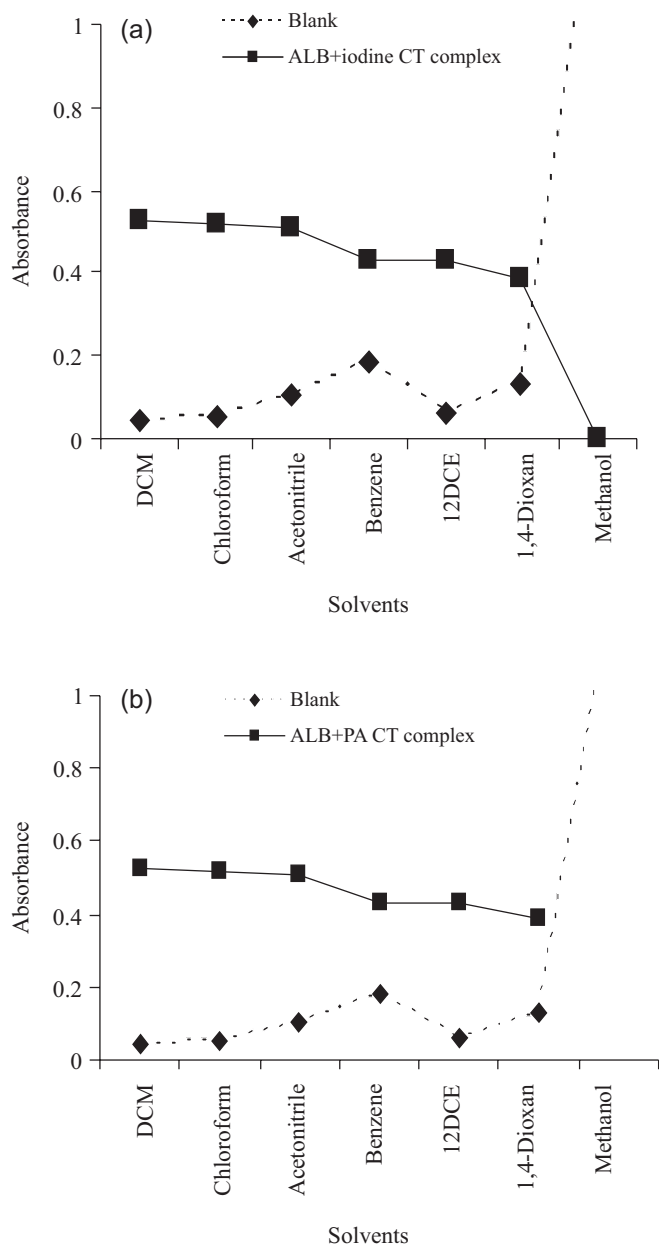 (a)
Blank
ALB+iodine CT complex
1
0.8
0.6
0.4
0.2
0
Absorbance
DCM
Chloroform
Acetonitrile
Benzene
12DCE
1,4-Dioxan
Methanol
Solvents
(b)
Blank
ALB+PA CT complex
1
0.8
0.6
0.4
0.2
0
Absorbance
DCM
Chloroform
Acetonitrile
Benzene
12DCE
1,4-Dioxan
Methanol
Solvents